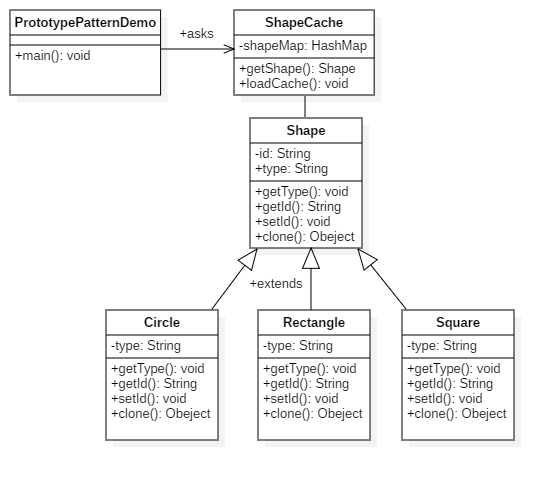 PrototypePatternDemo
+main(): void
+asks
ShapeCache
-shapeMap: HashMap
+getShape(): Shape
+loadCache(): void
Shape
-id: String
+type: String
+getType(): void
+getId(): String
+setId(): void
+clone(): Obeject
+extends
Circle
-type: String
+getType(): void
+getId(): String
+setId(): void
+clone(): Obeject
Rectangle
-type: String
+getType(): void
+getId(): String
+setId(): void
+clone(): Obeject
Square
-type: String
+getType(): void
+getId(): String
+setId(): void
+clone(): Obeject